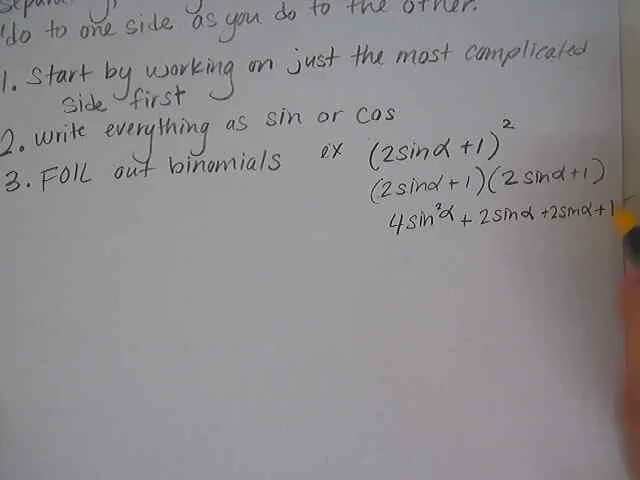 separately
'do to one side as you do to the other.
1. Start by working on just the most complicated
side first
2. Write everything as sin or cos
3. FOIL out binomials ex (2sinα +1)²
(2sinα+1)(2sinα+1)
4sin²α + 2sinα +2sinα+1